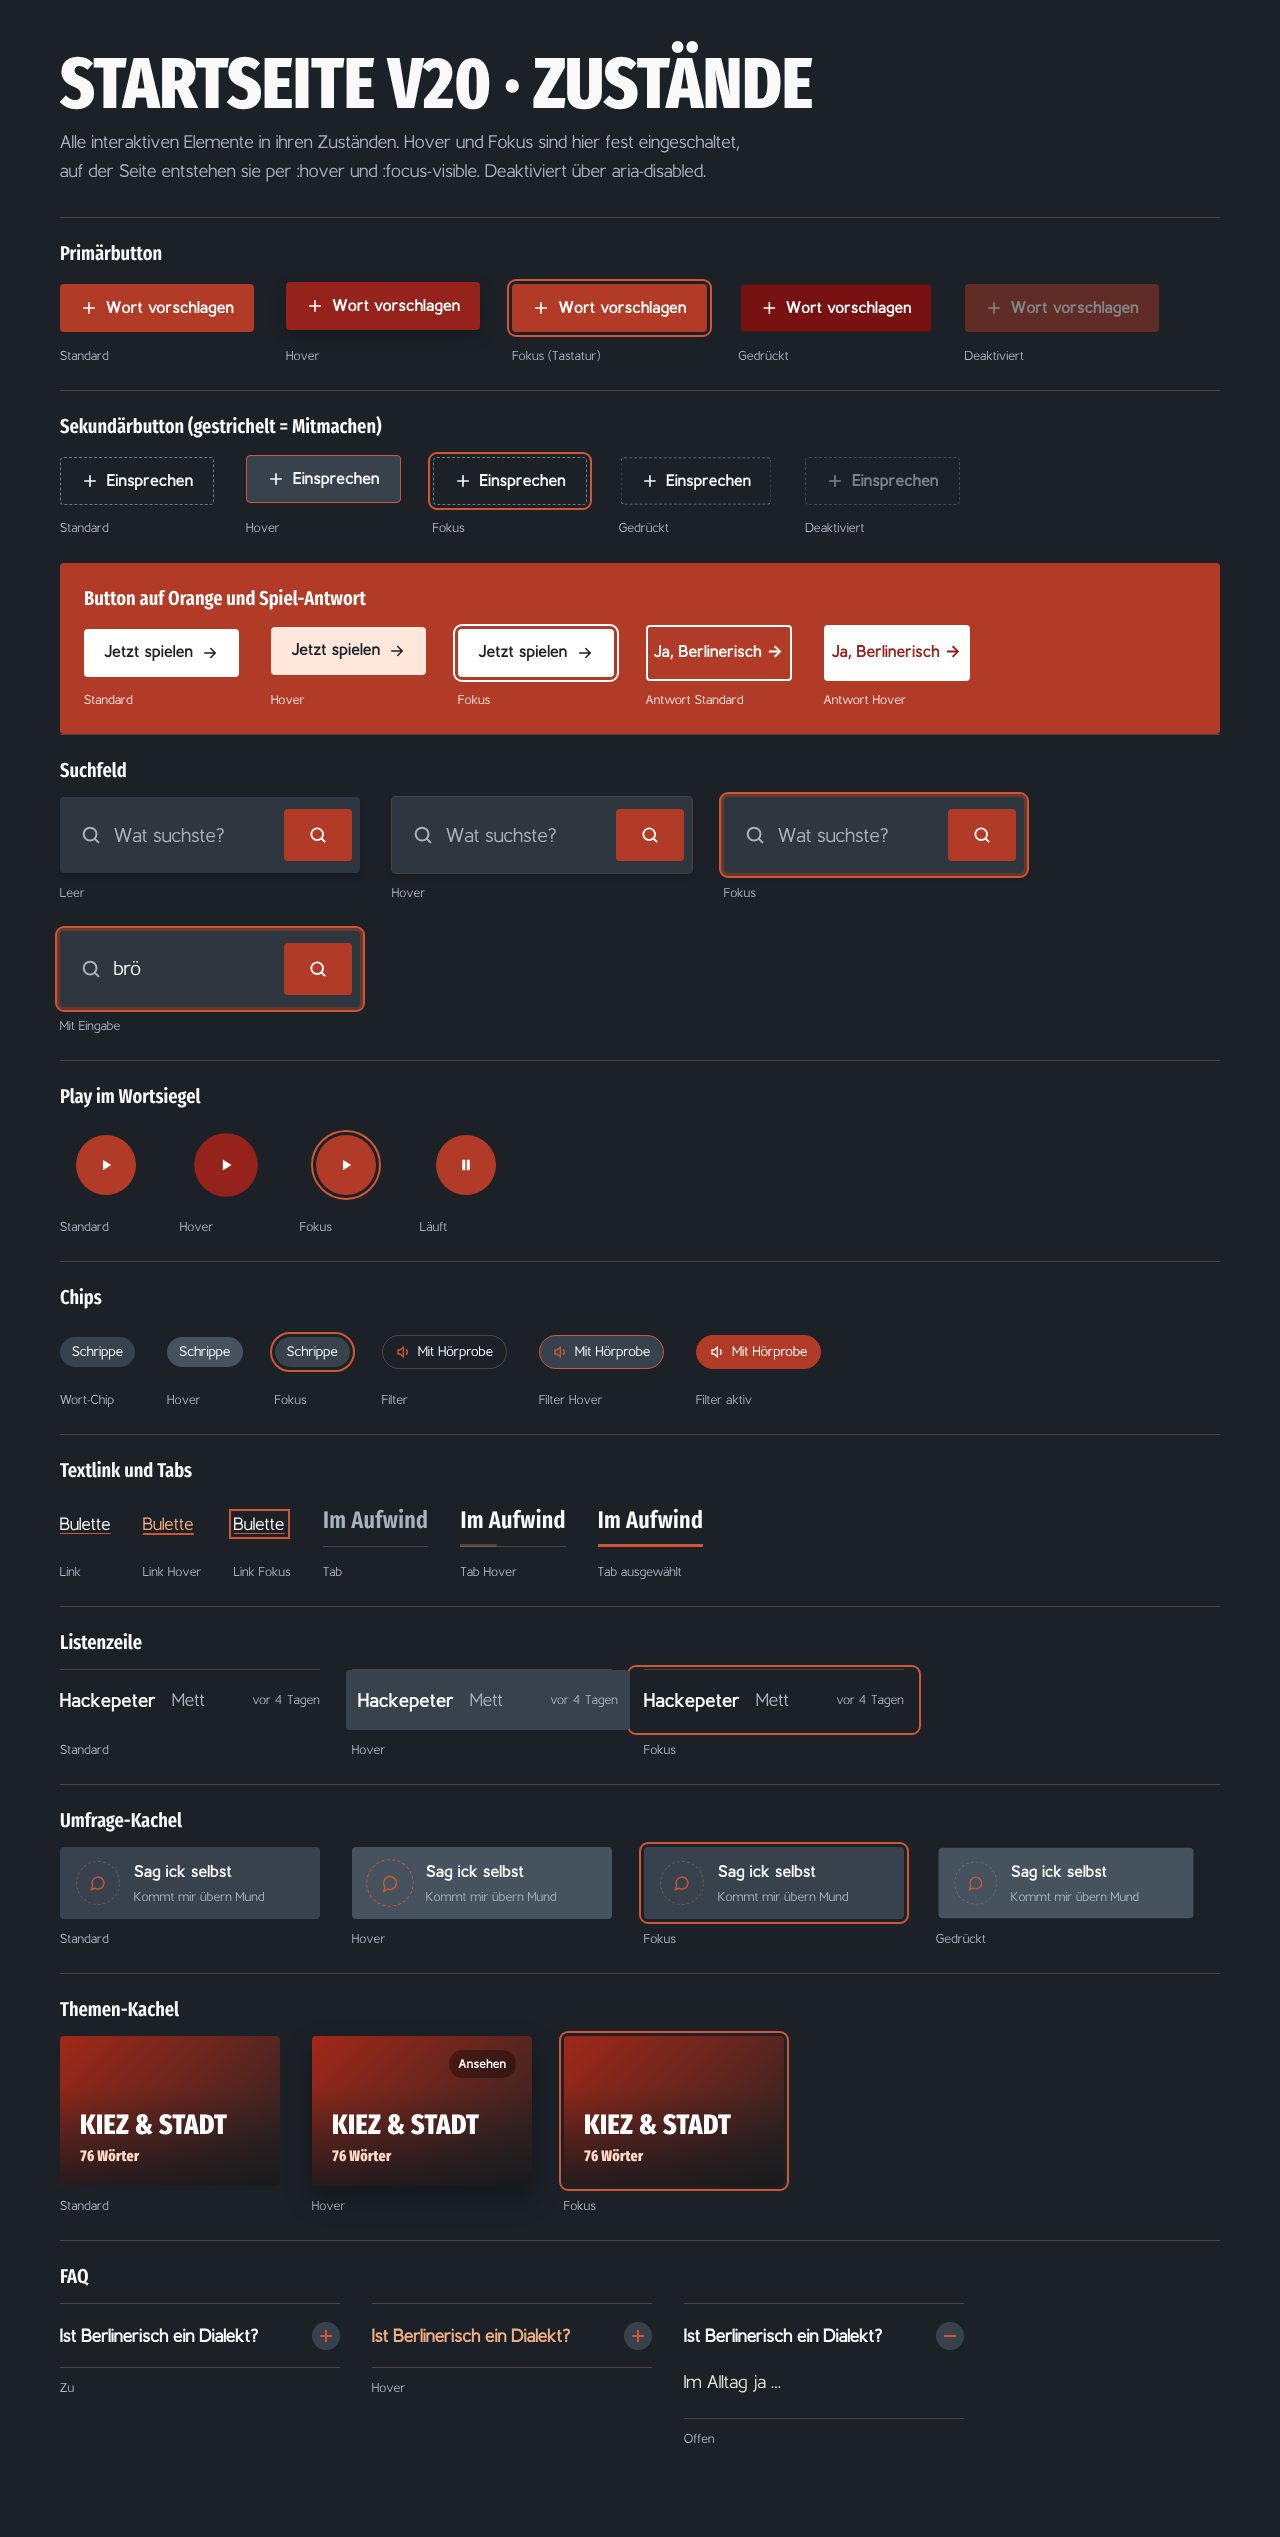 STARTSEITE V20 · ZUSTÄNDE
Alle interaktiven Elemente in ihren Zuständen. Hover und Fokus sind hier fest eingeschaltet,
auf der Seite entstehen sie per :hover und :focus-visible. Deaktiviert über aria-disabled.
Primärbutton
Wort vorschlagen Wort vorschlagen Wort vorschlagen Wort vorschlagen Wort vorschlagen
Standard Hover Fokus (Tastatur) Gedrückt Deaktiviert
Sekundärbutton (gestrichelt = Mitmachen)
Einsprechen Einsprechen Einsprechen Einsprechen Einsprechen
Standard Hover Fokus Gedrückt Deaktiviert
Button auf Orange und Spiel-Antwort
Jetzt spielen → Jetzt spielen → Jetzt spielen → Ja, Berlinerisch → Ja, Berlinerisch →
Standard Hover Fokus Antwort Standard Antwort Hover
Suchfeld
Wat suchste? Wat suchste? Wat suchste?
Leer Hover Fokus
brö
Mit Eingabe
Play im Wortsiegel
Standard Hover Fokus Läuft
Chips
Schrippe Schrippe Schrippe Mit Hörprobe Mit Hörprobe Mit Hörprobe
Wort-Chip Hover Fokus Filter Filter Hover Filter aktiv
Textlink und Tabs
Bulette Bulette Bulette Im Aufwind Im Aufwind Im Aufwind
Link Link Hover Link Fokus Tab Tab Hover Tab ausgewählt
Listenzeile
Hackepeter Mett vor 4 Tagen Hackepeter Mett vor 4 Tagen Hackepeter Mett vor 4 Tagen
Standard Hover Fokus
Umfrage-Kachel
Sag ick selbst Sag ick selbst Sag ick selbst Sag ick selbst
Kommt mir übern Mund Kommt mir übern Mund Kommt mir übern Mund Kommt mir übern Mund
Standard Hover Fokus Gedrückt
Themen-Kachel
Ansehen
KIEZ & STADT KIEZ & STADT KIEZ & STADT
76 Wörter 76 Wörter 76 Wörter
Standard Hover Fokus
FAQ
Ist Berlinerisch ein Dialekt? Ist Berlinerisch ein Dialekt? Ist Berlinerisch ein Dialekt?
Zu Hover
Im Alltag ja ...
Offen